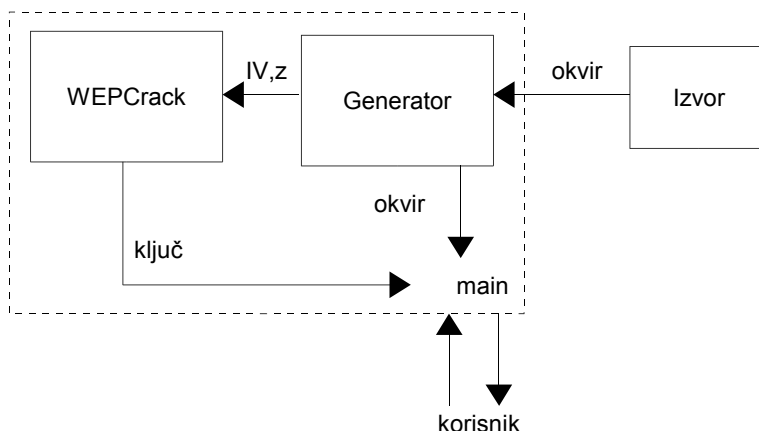 IV,z
okvir
WEPCrack
Generator
Izvor
okvir
ključ
main
korisnik